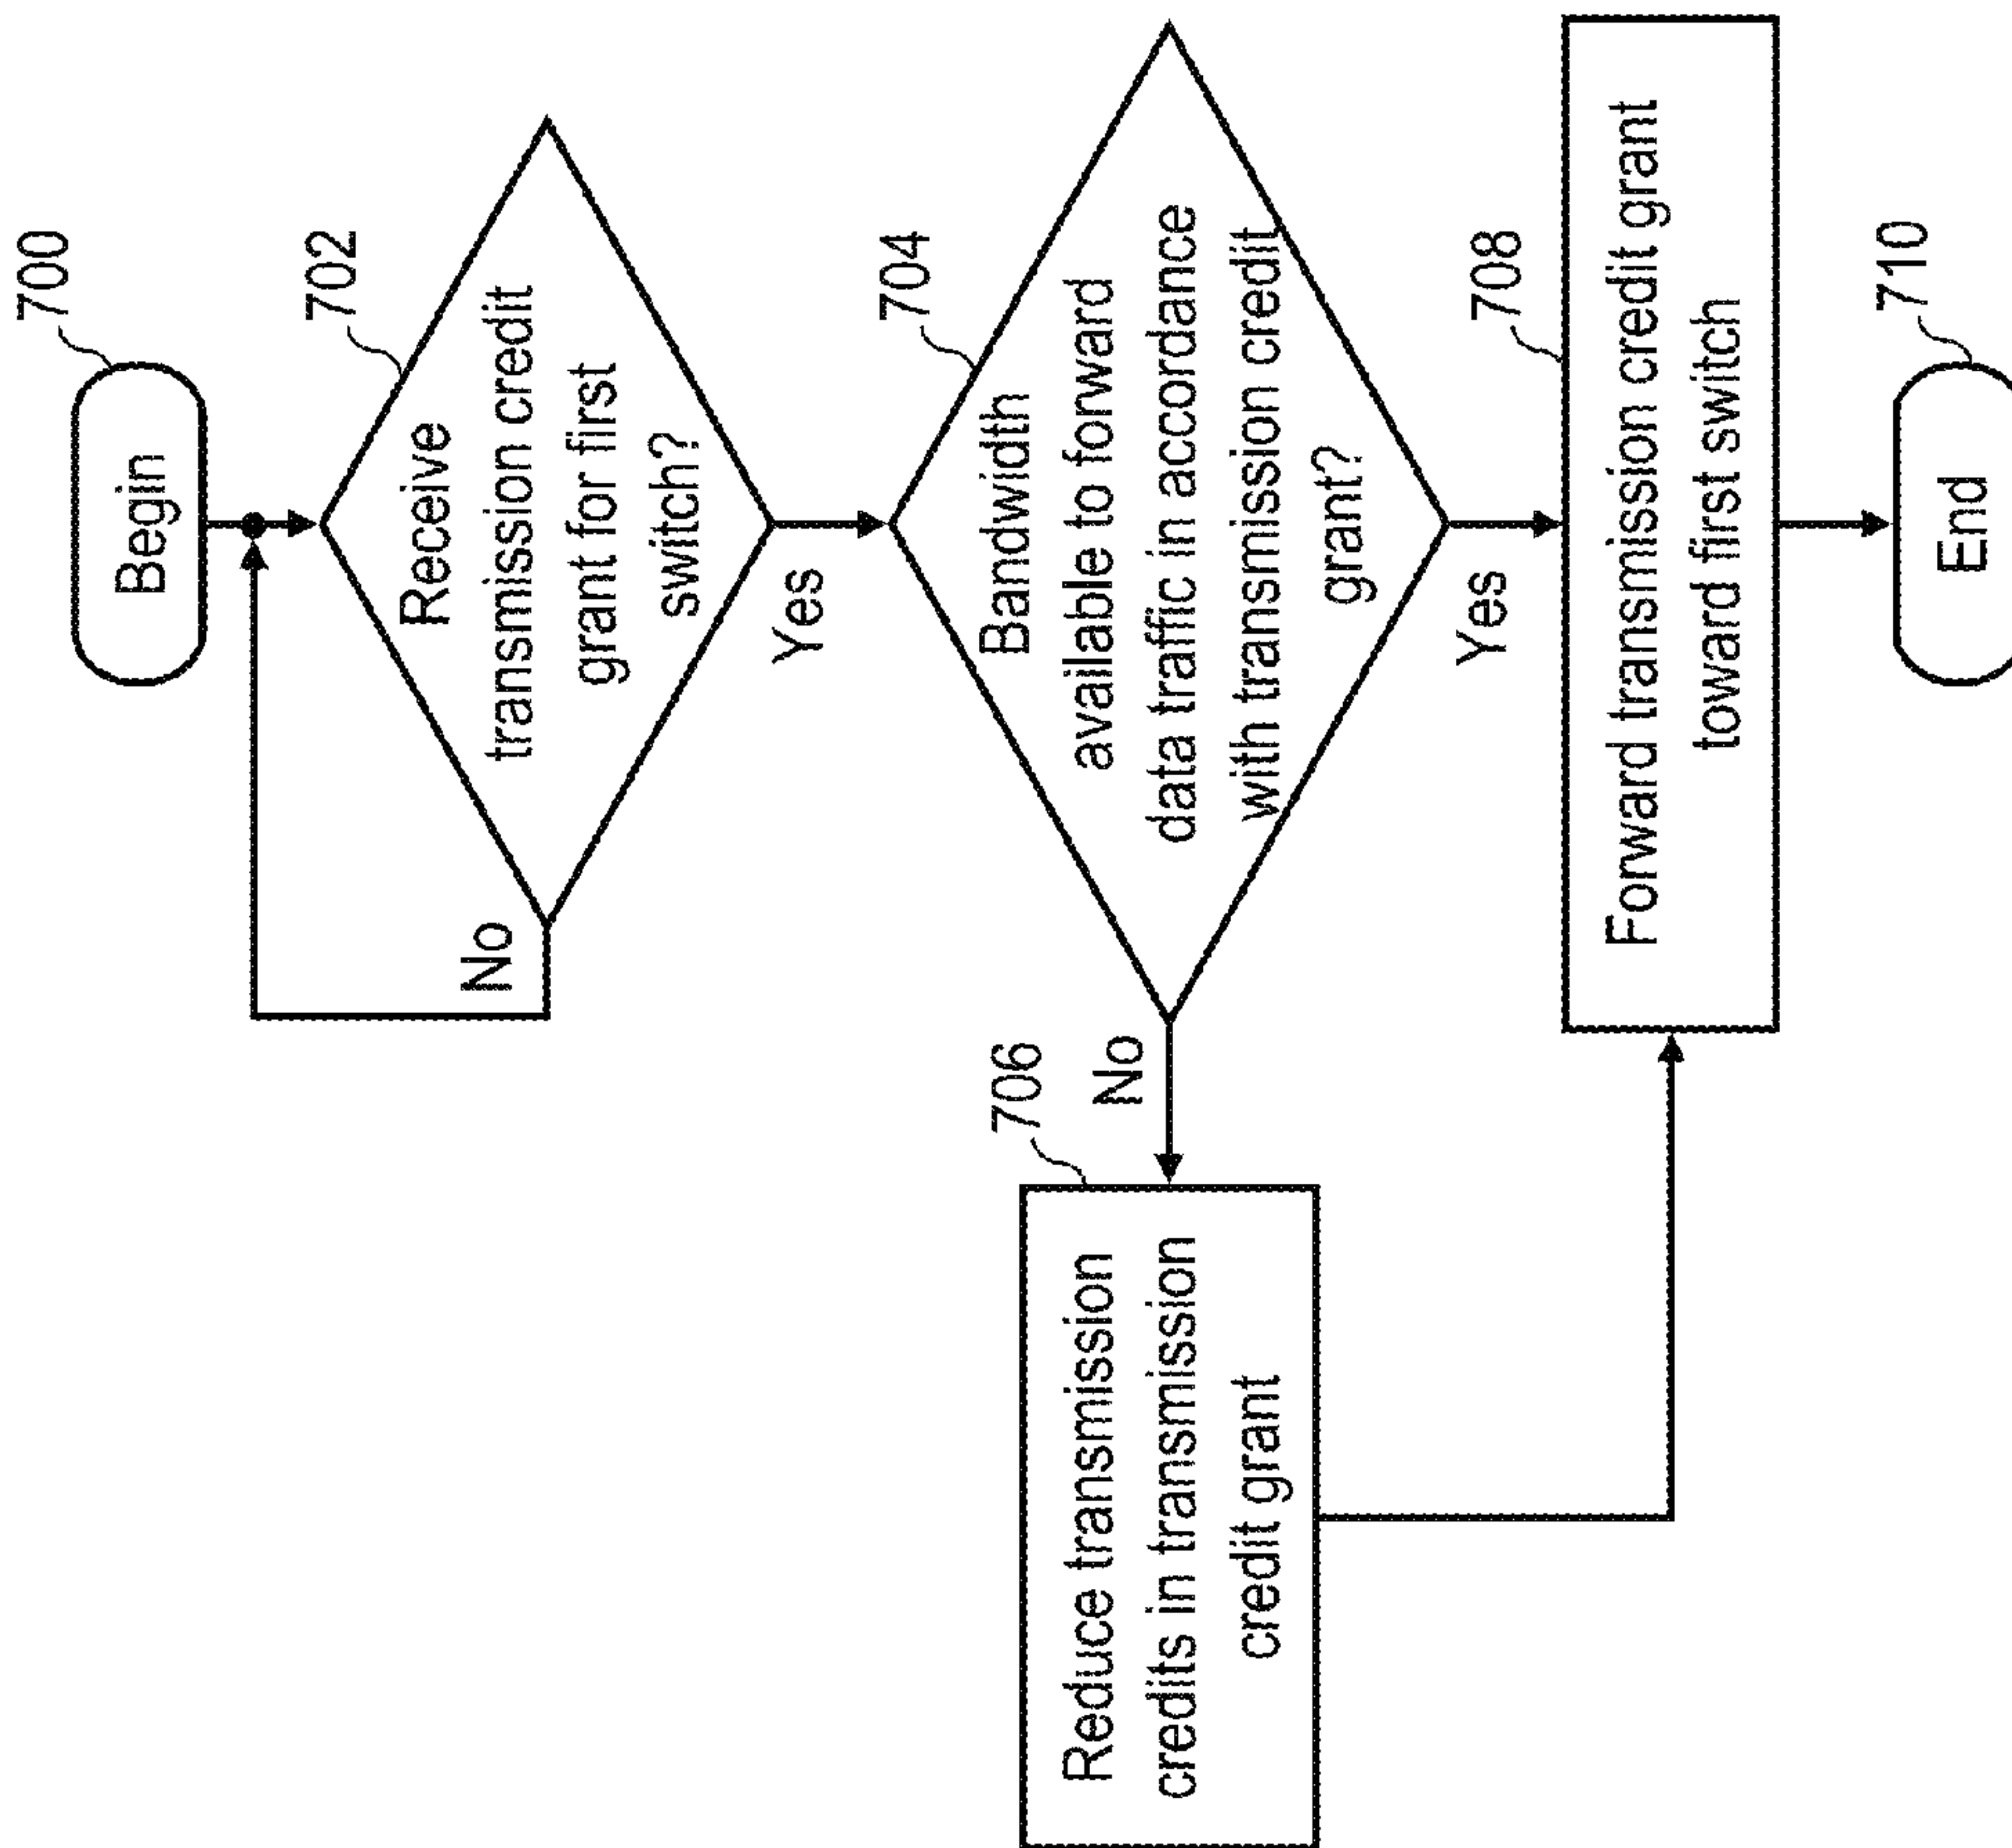 700
Begin
702
Receive
transmission credit
grant for first
switch?
No
Yes
704
Bandwidth
available to forward
data traffic in accordance
with transmission credit
grant?
No
Yes
706
Reduce transmission
credits in transmission
credit grant
708
Forward transmission credit grant
toward first switch
710
End